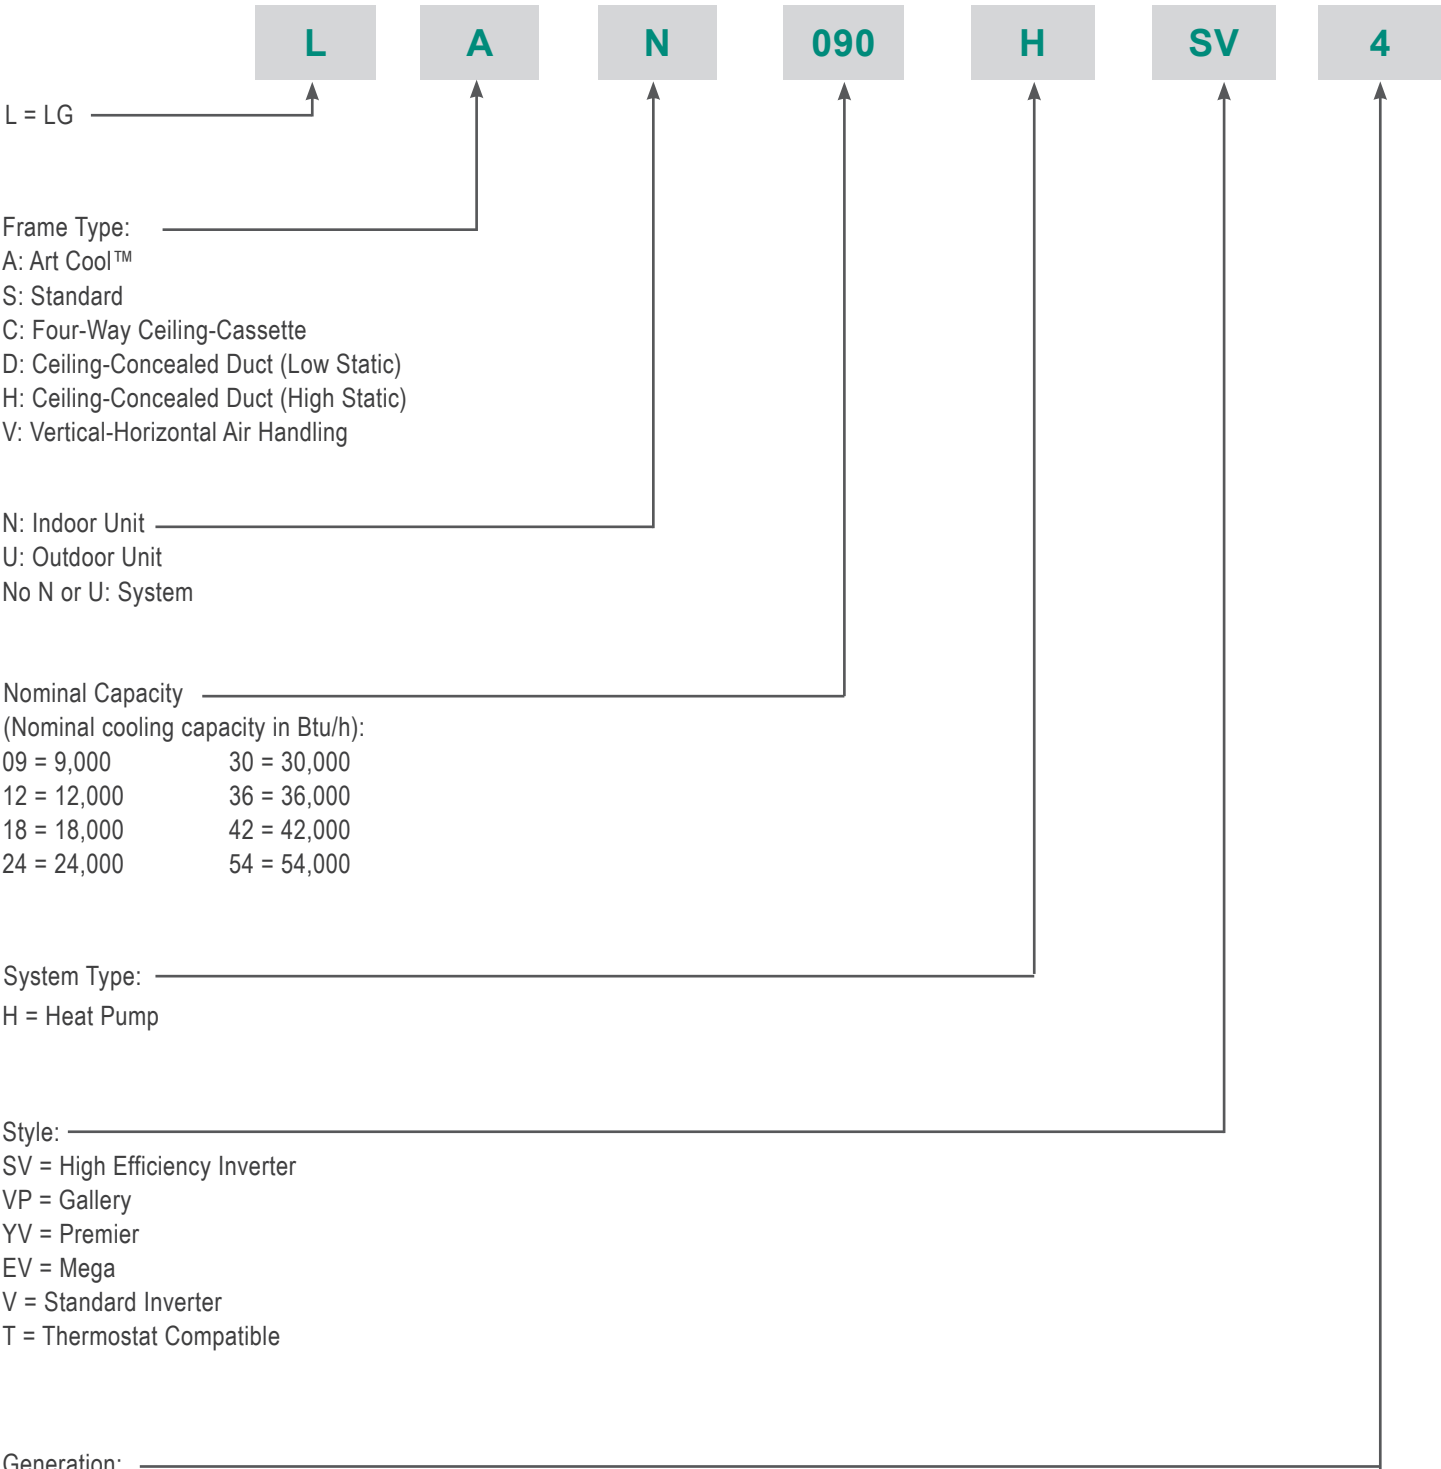 L A N 090 H SV 4
L = LG
Frame Type:
A: Art Cool™
S: Standard
C: Four-Way Ceiling-Cassette
D: Ceiling-Concealed Duct (Low Static)
H: Ceiling-Concealed Duct (High Static)
V: Vertical-Horizontal Air Handling
N: Indoor Unit
U: Outdoor Unit
No N or U: System
Nominal Capacity
(Nominal cooling capacity in Btu/h):
09 = 9,000 30 = 30,000
12 = 12,000 36 = 36,000
18 = 18,000 42 = 42,000
24 = 24,000 54 = 54,000
System Type:
H = Heat Pump
Style:
SV = High Efficiency Inverter
VP = Gallery
YV = Premier
EV = Mega
V = Standard Inverter
T = Thermostat Compatible
Generation: